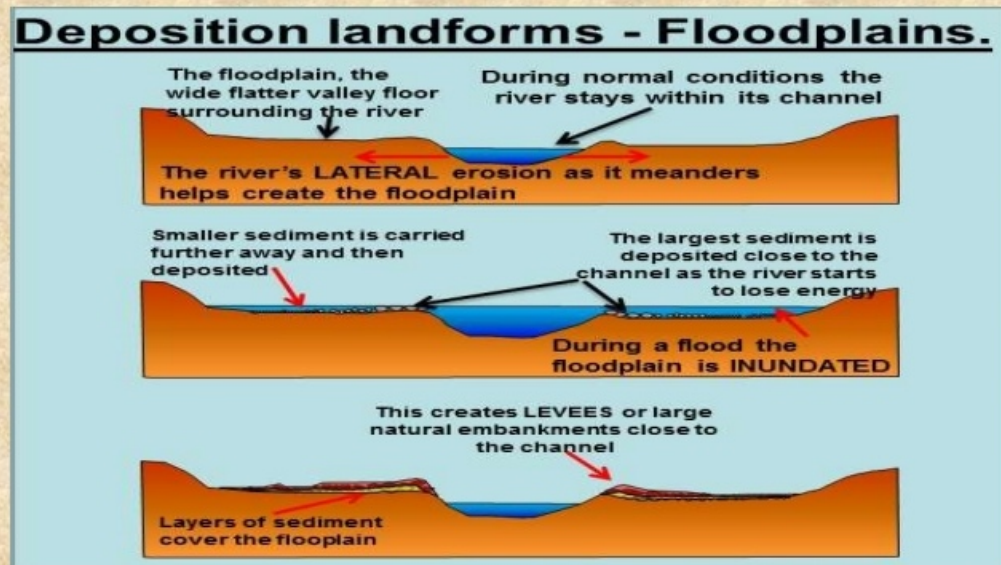 Deposition landforms - Floodplains.
The floodplain, the
wide flatter valley floor
surrounding the river
During normal conditions the
river stays within its channel
The river's LATERAL erosion as it meanders
helps create the floodplain
Smaller sediment is carried
further away and then
deposited
The largest sediment is
deposited close to the
channel as the river starts
to lose energy
During a flood the
floodplain is INUNDATED
This creates LEVEES or large
natural embankments close to
the channel
Layers of sediment
cover the flooplain